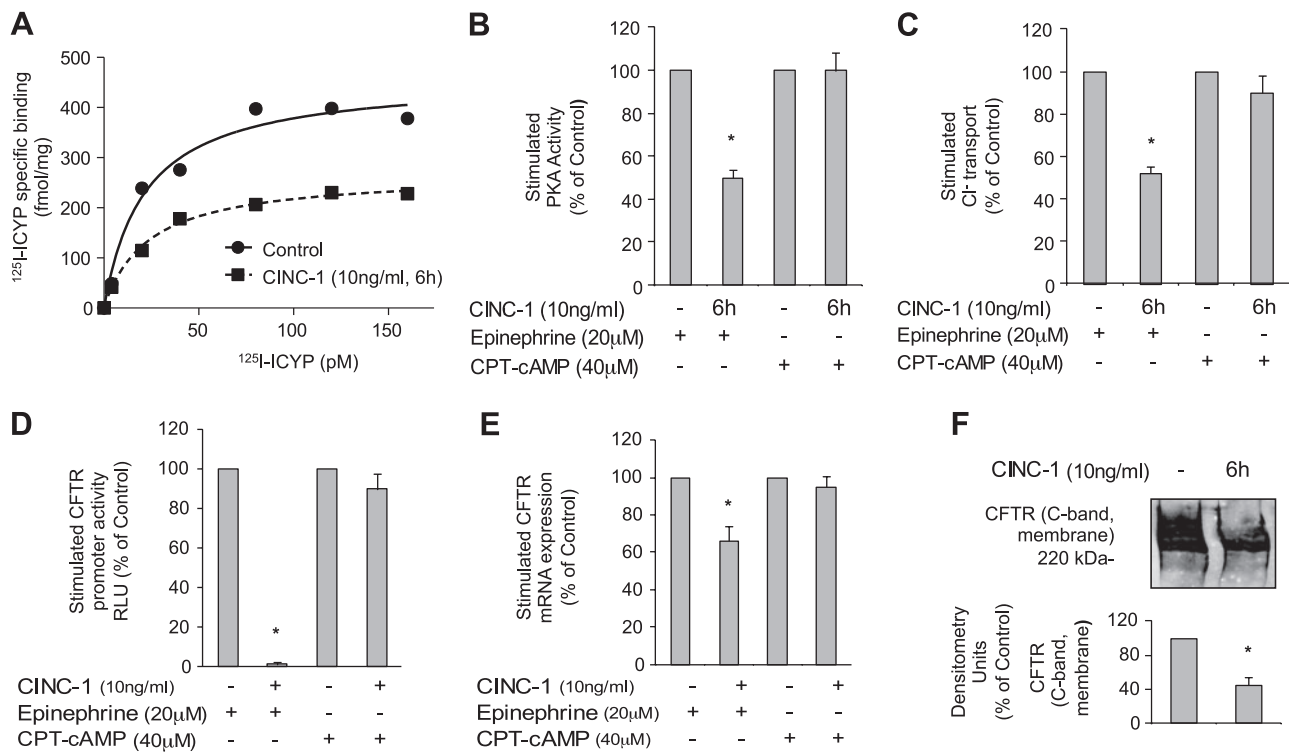 A
500
400
300
200
100
0
¹²⁵I-ICYP specific binding
(fmol/mg)
Control
CINC-1 (10ng/ml, 6h)
50
100
150
¹²⁵I-ICYP (pM)
B
120
100
80
60
40
20
0
Stimulated
PKA Activity
(% of Control)
*
CINC-1 (10ng/ml) - 6h - 6h
Epinephrine (20µM) + + - -
CPT-cAMP (40µM) - - + +
C
120
100
80
60
40
20
0
Stimulated
Cl⁻ transport
(% of Control)
*
CINC-1 (10ng/ml) - 6h - 6h
Epinephrine (20µM) + + - -
CPT-cAMP (40µM) - - + +
D
120
100
80
60
40
20
0
Stimulated CFTR
promoter activity
RLU (% of Control)
*
CINC-1 (10ng/ml) - + - +
Epinephrine (20µM) + + - -
CPT-cAMP (40µM) - - + +
E
120
100
80
60
40
20
0
Stimulated CFTR
mRNA expression
(% of Control)
*
CINC-1 (10ng/ml) - + - +
Epinephrine (20µM) + + - -
CPT-cAMP (40µM) - - + +
F
CINC-1 (10ng/ml) - 6h
CFTR (C-band,
membrane)
220 kDa-
Densitometry
Units
(% of Control)
CFTR
(C-band,
membrane)
120
80
40
0
*